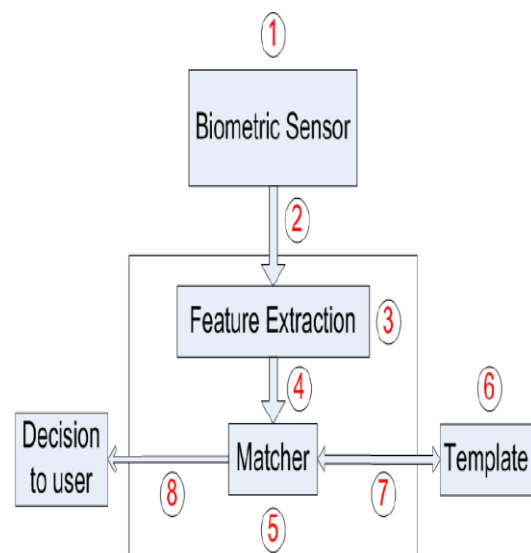 1
Biometric Sensor
2
Feature Extraction
3
4
6
Decision
to user
Matcher
Template
8
7
5